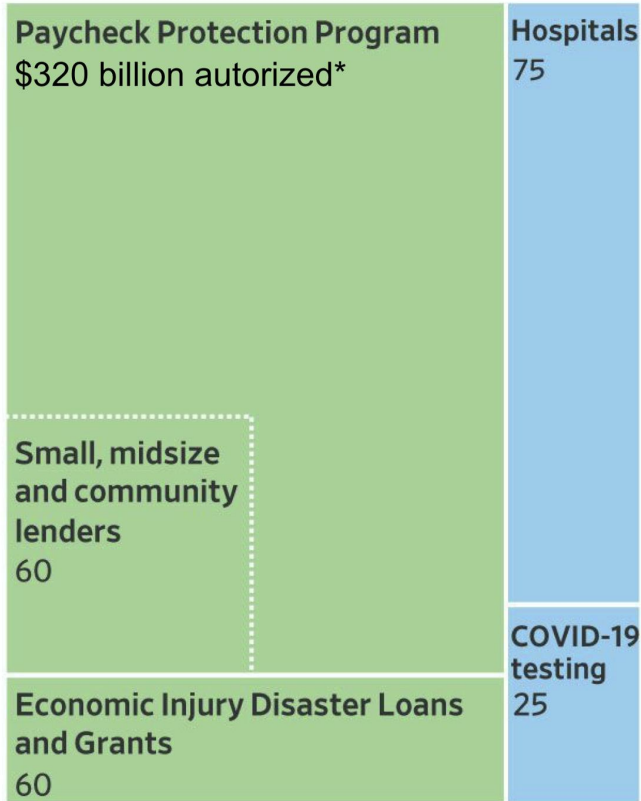 Paycheck Protection Program
$320 billion autorized*
Small, midsize
and community
lenders
60
Economic Injury Disaster Loans
and Grants
60
Hospitals
75
COVID-19
testing
25